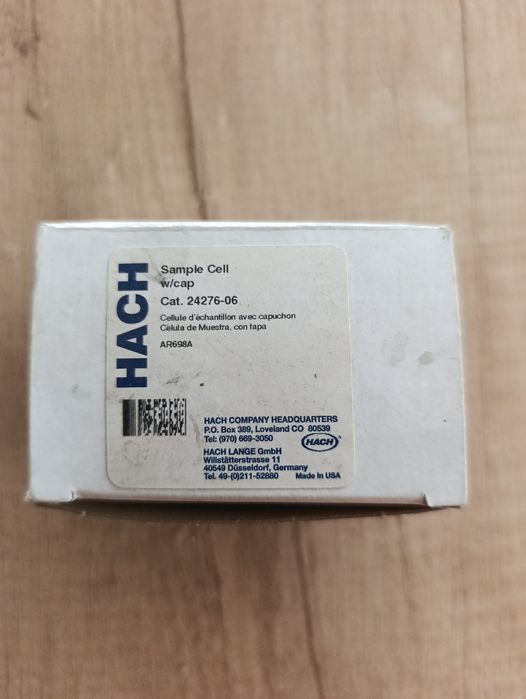 HACH
Sample Cell
w/cap
Cat. 24276-06
Cellule d'échantillon avec capuchon
Célula de Muestra, con tapa
AR698A
HACH COMPANY HEADQUARTERS
P.O. Box 389, Loveland CO 80539
Tel: (970) 669-3050
HACH
HACH LANGE GmbH
Willstätterstrasse 11
40549 Düsseldorf, Germany
Tel. 49-(0)211-52880 Made in USA